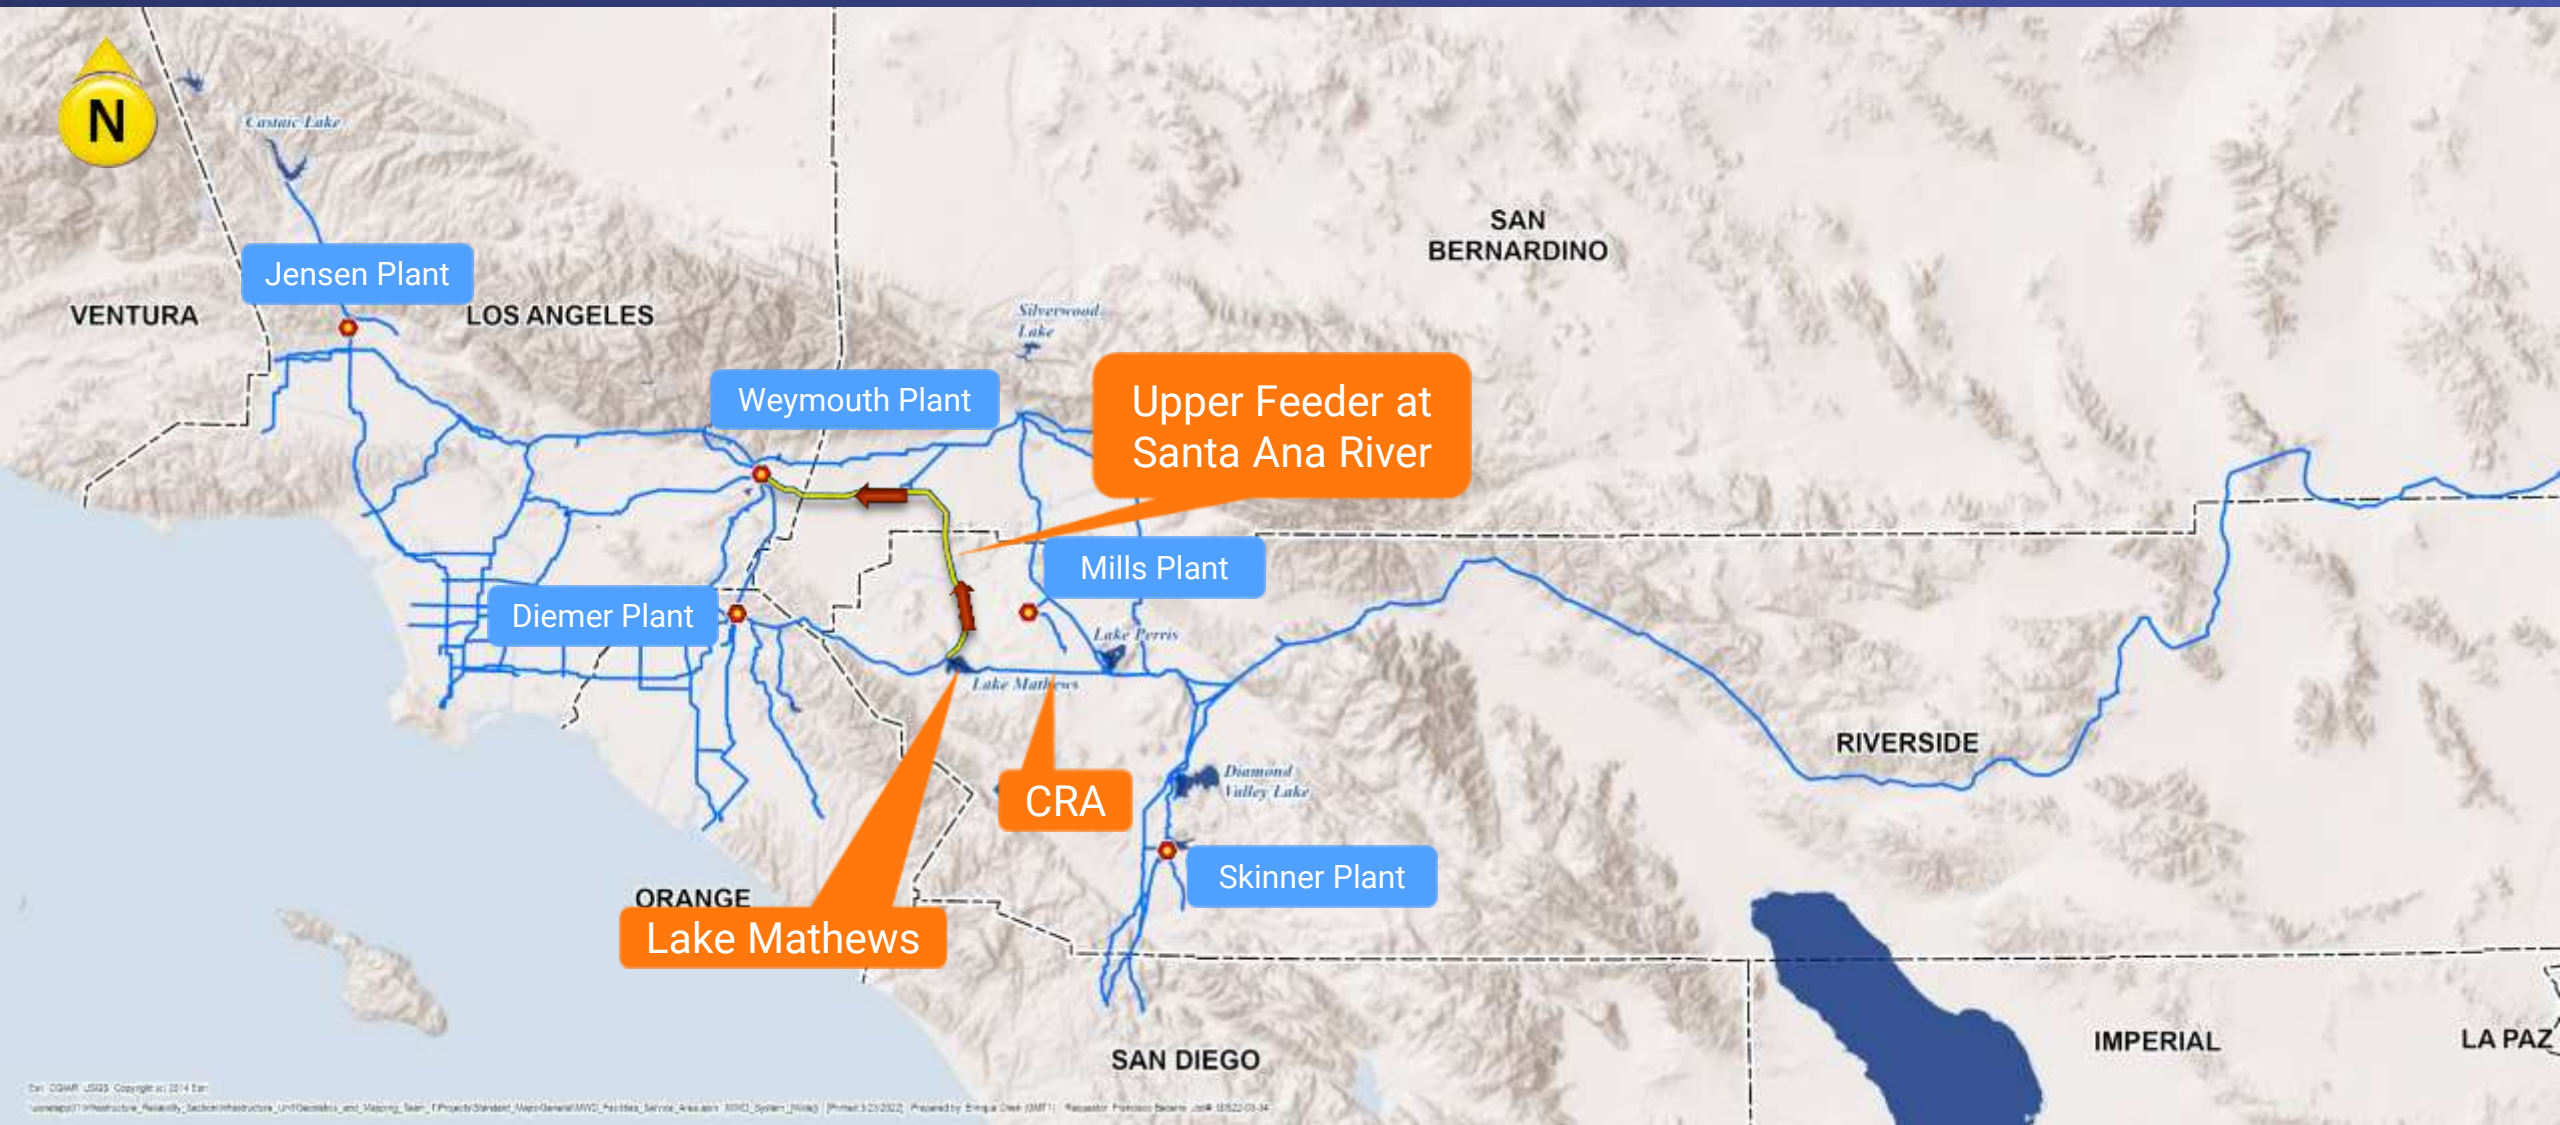 N
Castaic Lake
Jensen Plant
VENTURA
LOS ANGELES
SAN
BERNARDINO
Silverwood
Lake
Weymouth Plant
Upper Feeder at
Santa Ana River
Mills Plant
Diemer Plant
Lake Perris
Lake Mathews
RIVERSIDE
Diamond
Valley Lake
CRA
Skinner Plant
ORANGE
Lake Mathews
SAN DIEGO
IMPERIAL
LA PAZ